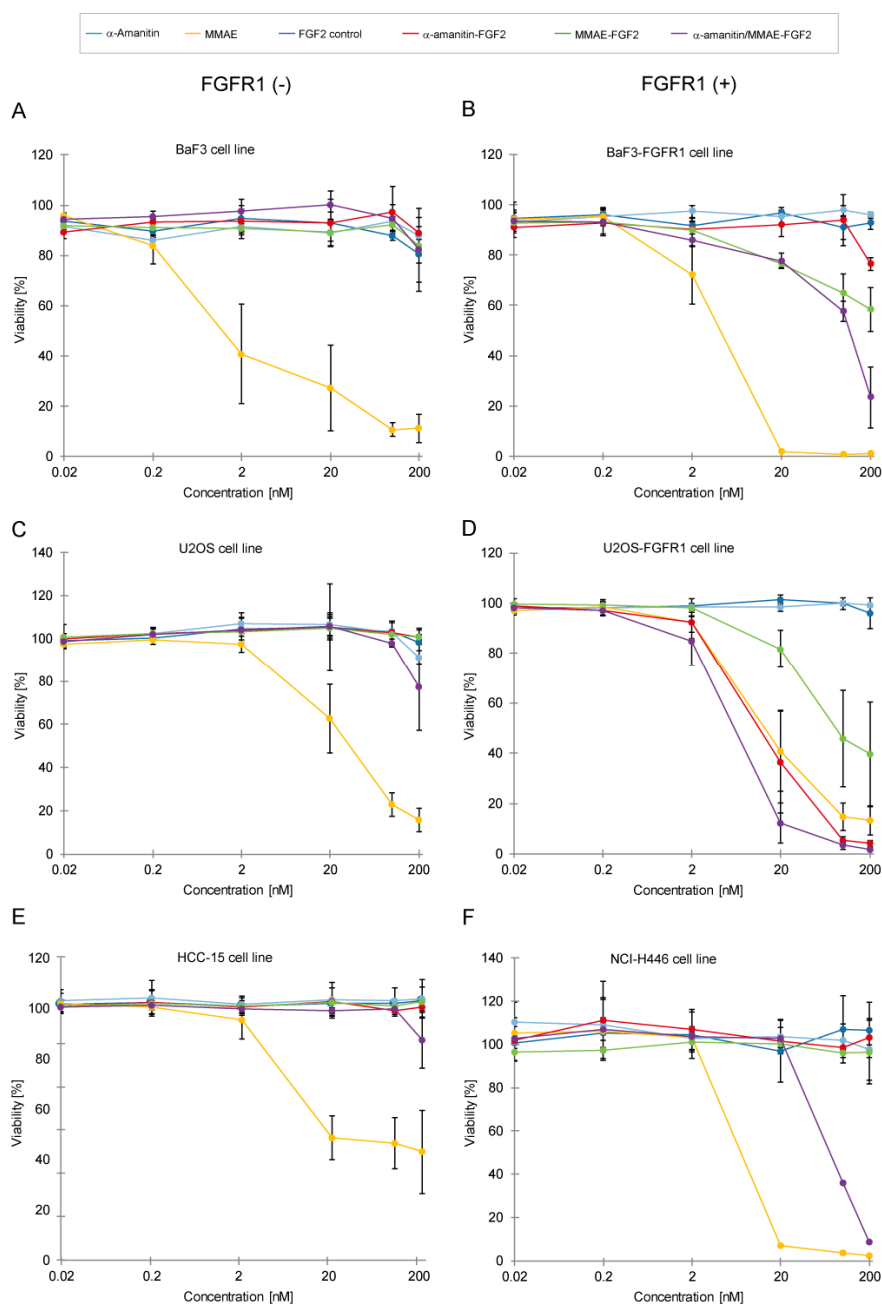 α-Amanitin MMAE FGF2 control α-amanitin-FGF2 MMAE-FGF2 α-amanitin/MMAE-FGF2
FGFR1 (-) FGFR1 (+)
A
BaF3 cell line
Viability [%]
120
100
80
60
40
20
0
0.02 0.2 2 20 200
Concentration [nM]
B
BaF3-FGFR1 cell line
Viability [%]
120
100
80
60
40
20
0
0.02 0.2 2 20 200
Concentration [nM]
C
U2OS cell line
Viability [%]
140
120
100
80
60
40
20
0
0.02 0.2 2 20 200
Concentration [nM]
D
U2OS-FGFR1 cell line
Viability [%]
120
100
80
60
40
20
0
0.02 0.2 2 20 200
Concentration [nM]
E
HCC-15 cell line
Viability [%]
120
100
80
60
40
20
0
0.02 0.2 2 20 200
Concentration [nM]
F
NCI-H446 cell line
Viability [%]
140
120
110
80
60
40
20
0
0.02 0.2 2 20 200
Concentration [nM]